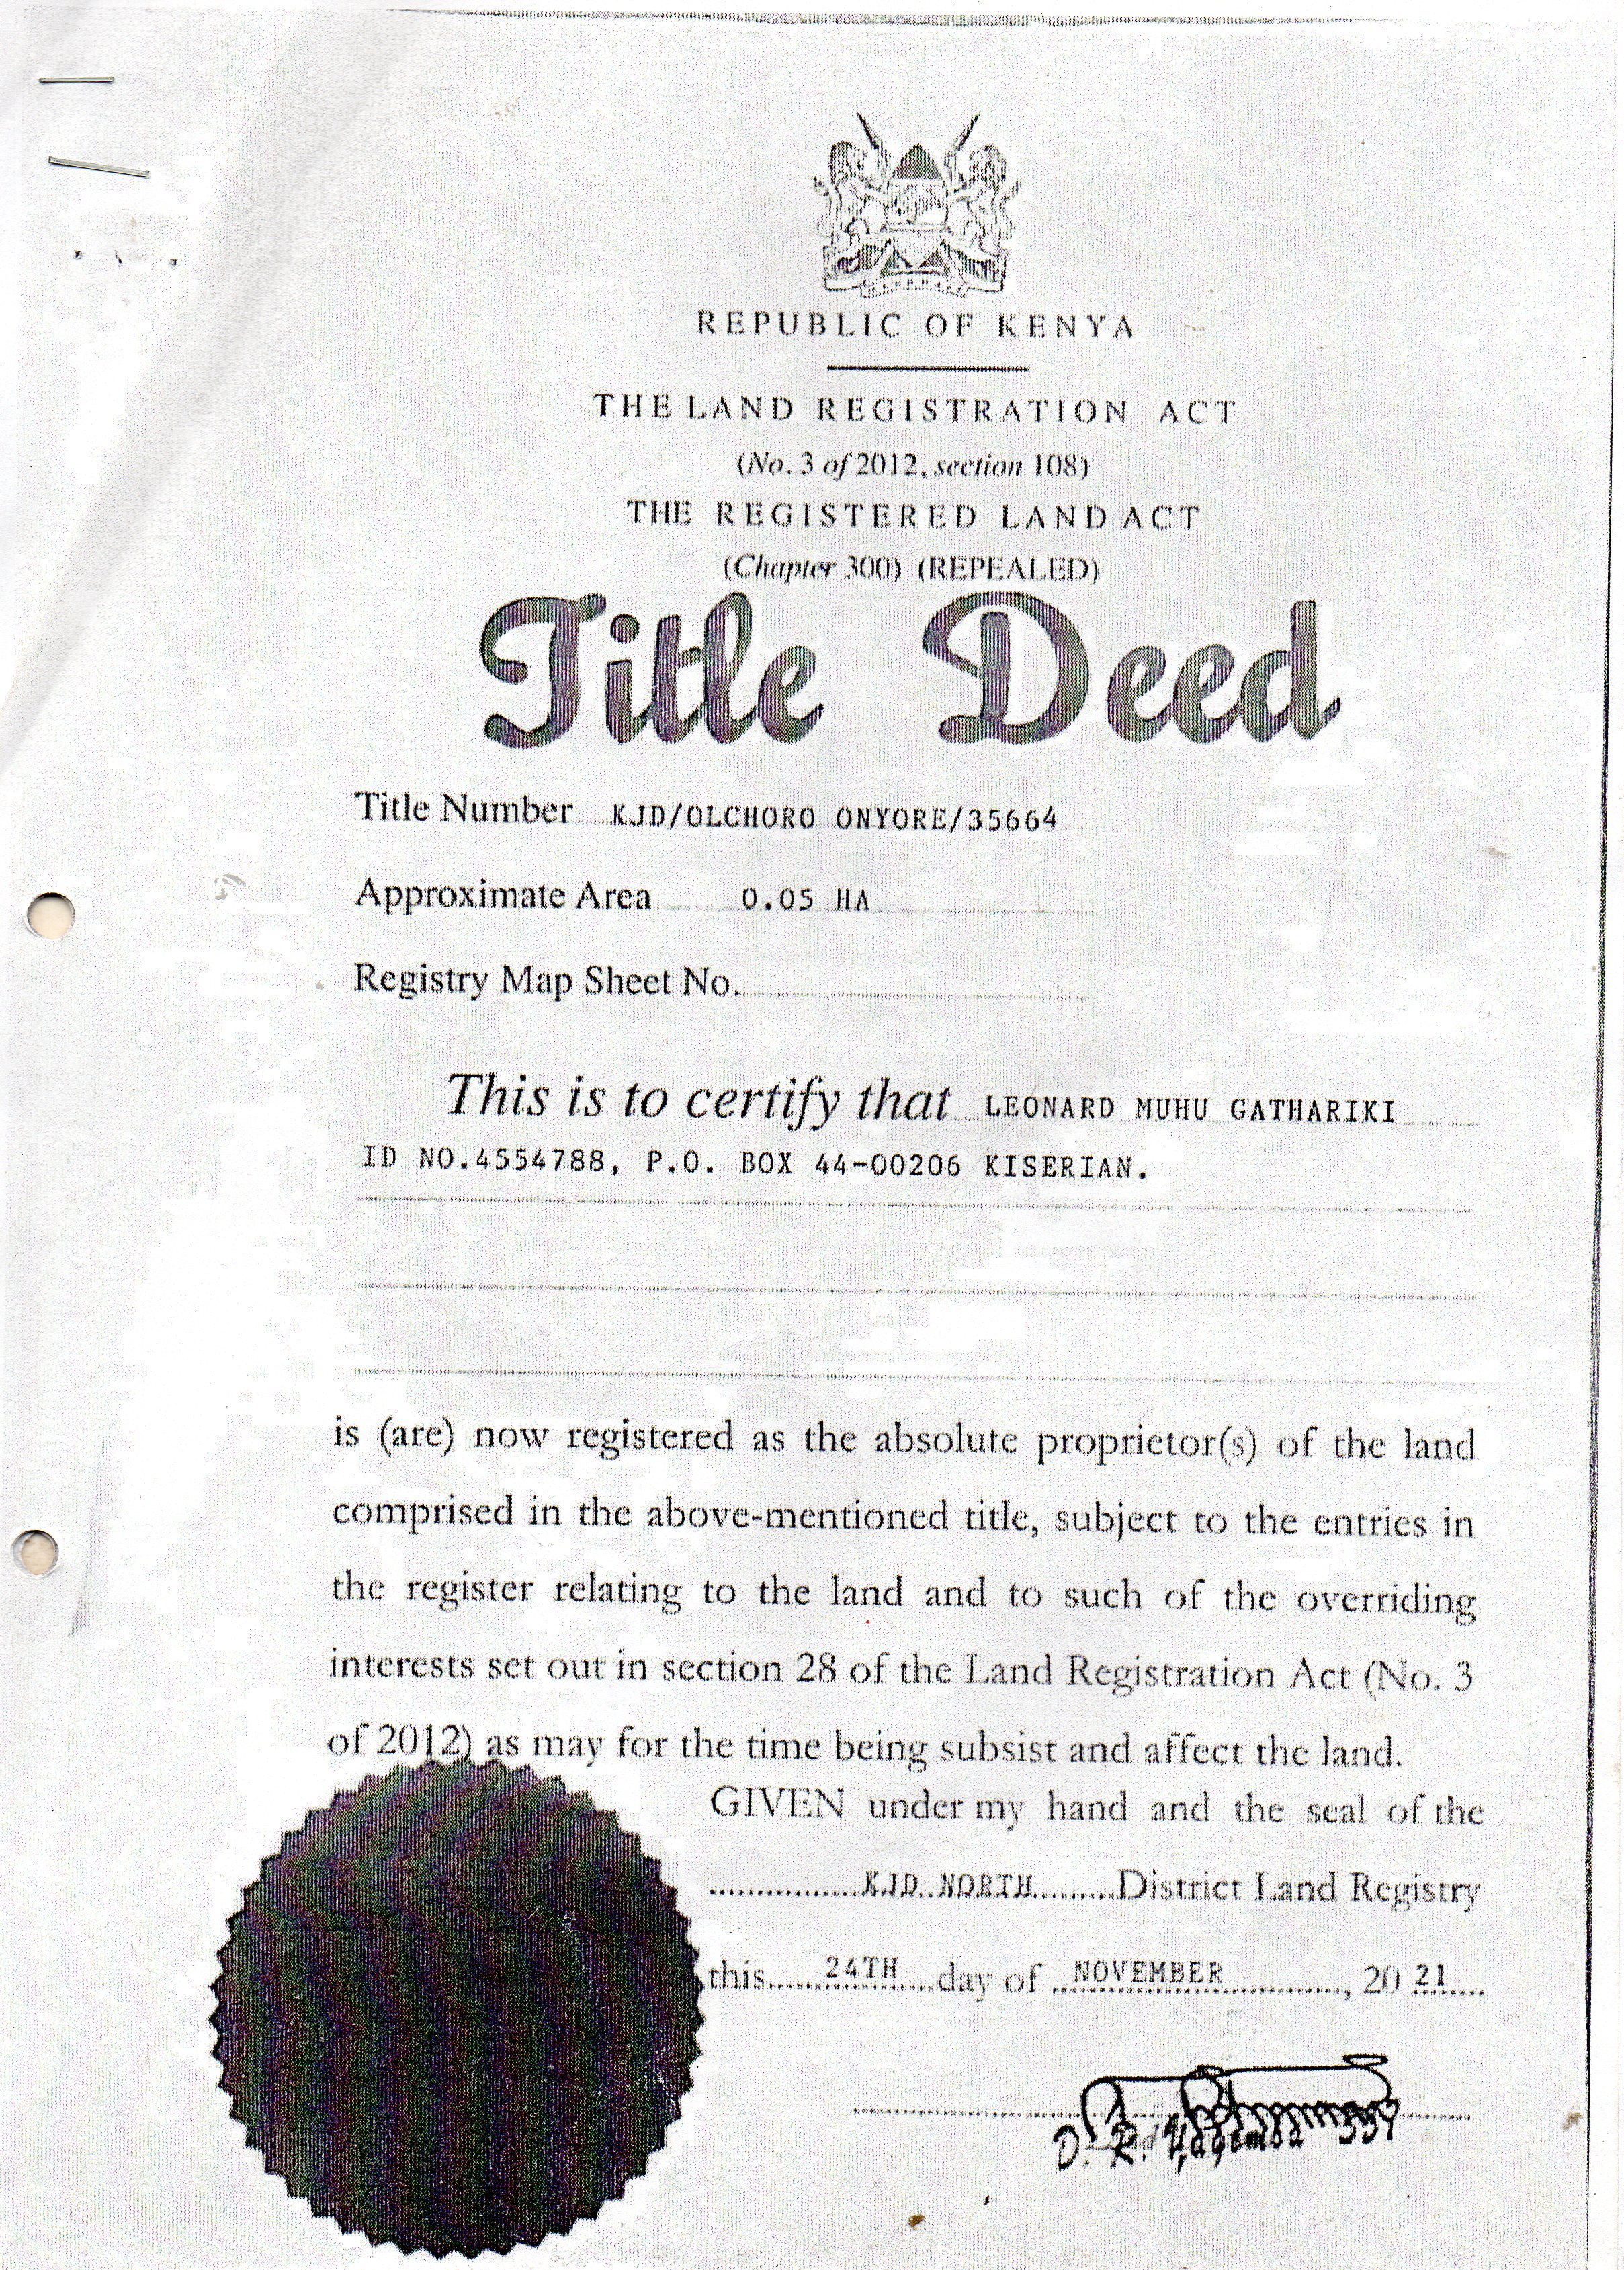 REPUBLIC OF KENYA
THE LAND REGISTRATION ACT
(No. 3 of 2012, section 108)
THE REGISTERED LAND ACT
(Chapter 300) (REPEALED)
Title Deed
Title Number KJD/OLCHORO ONYORE/35664
Approximate Area 0.05 HA
Registry Map Sheet No.
This is to certify that LEONARD MUHU GATHARIKI
ID NO.4554788, P.O. BOX 44-00206 KISERIAN.
is (are) now registered as the absolute proprietor(s) of the land
comprised in the above-mentioned title, subject to the entries in
the register relating to the land and to such of the overriding
interests set out in section 28 of the Land Registration Act (No. 3
of 2012) as may for the time being subsist and affect the land.
GIVEN under my hand and the seal of the
KJD NORTH District Land Registry
this 24TH day of NOVEMBER, 20 21
D. R.